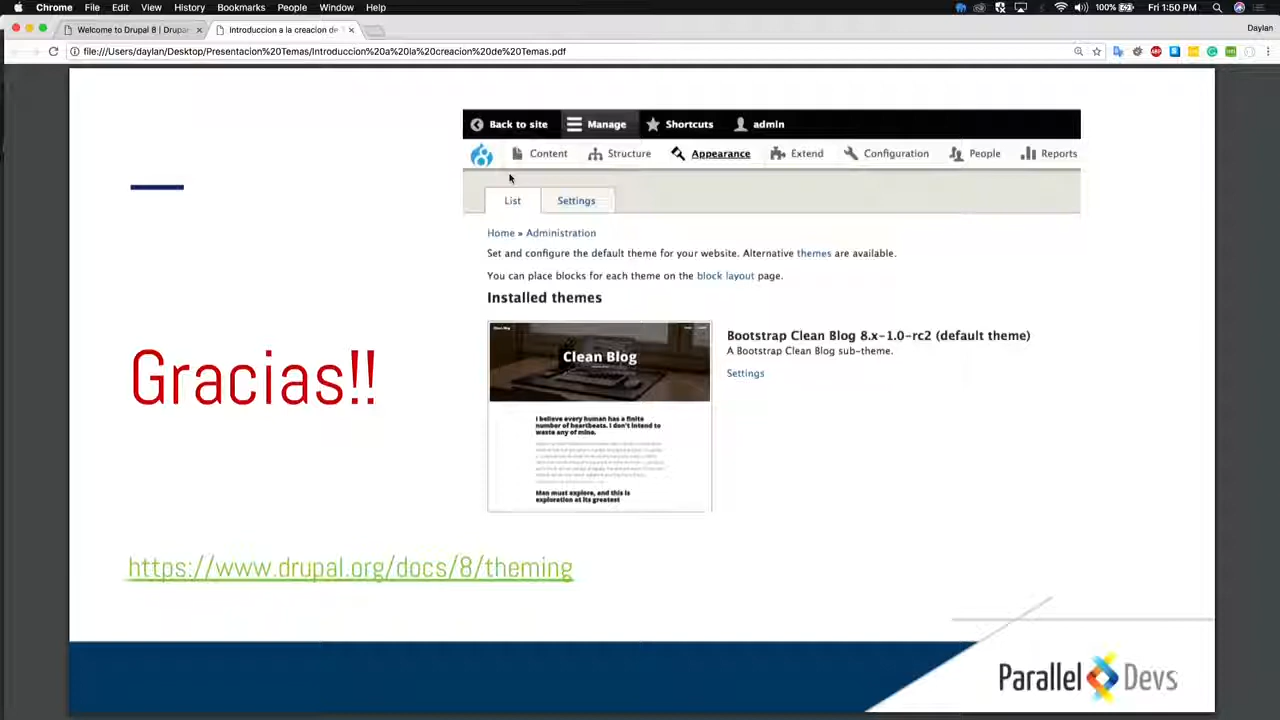 Chrome File Edit View History Bookmarks People Window Help 100% Fri 1:50 PM
Welcome to Drupal 8 | Drupal
Introduccion a la creacion de
Daylan
file:///Users/daylan/Desktop/Presentacion%20Temas/Introduccion%20a%20la%20creacion%20de%20Temas.pdf
Back to site Manage Shortcuts admin
Content Structure Appearance Extend Configuration People Reports
List Settings
Home » Administration
Set and configure the default theme for your website. Alternative themes are available.
You can place blocks for each theme on the block layout page.
Installed themes
Clean Blog
Clean Blog
I believe every human has a finite
number of heartbeats. I don't intend to
waste any of mine.
Man must explore, and this is
exploration at its greatest
Bootstrap Clean Blog 8.x-1.0-rc2 (default theme)
A Bootstrap Clean Blog sub-theme.
Settings
Gracias!!
https://www.drupal.org/docs/8/theming
Parallel Devs